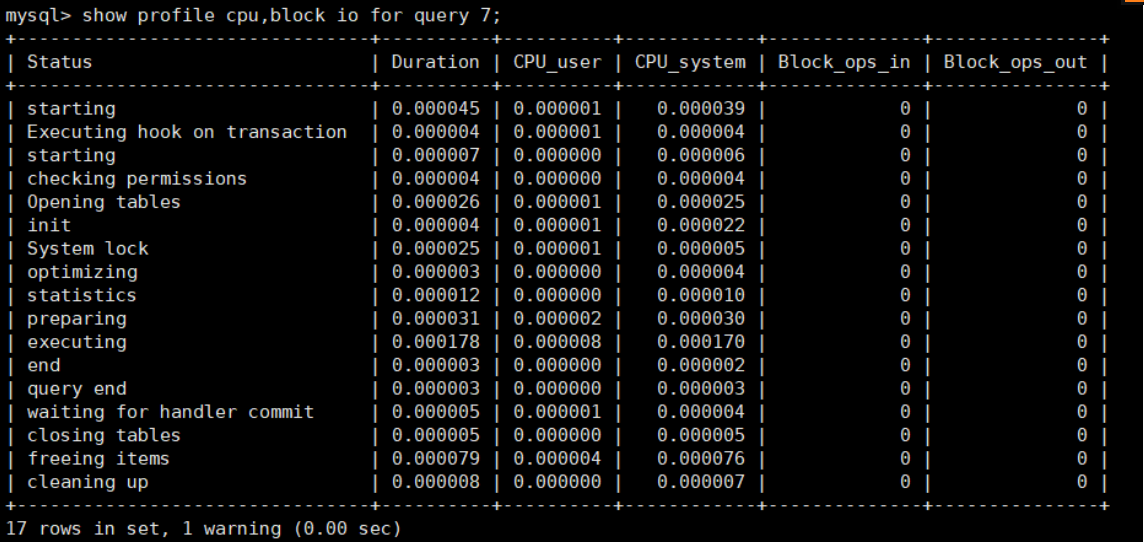 mysql> show profile cpu,block io for query 7;
+--------------------------------+----------+----------+------------+--------------+---------------+
| Status                         | Duration | CPU_user | CPU_system | Block_ops_in | Block_ops_out |
+--------------------------------+----------+----------+------------+--------------+---------------+
| starting                       | 0.000045 | 0.000001 |   0.000039 |            0 |             0 |
| Executing hook on transaction  | 0.000004 | 0.000001 |   0.000004 |            0 |             0 |
| starting                       | 0.000007 | 0.000000 |   0.000006 |            0 |             0 |
| checking permissions           | 0.000004 | 0.000000 |   0.000004 |            0 |             0 |
| Opening tables                 | 0.000026 | 0.000001 |   0.000025 |            0 |             0 |
| init                           | 0.000004 | 0.000001 |   0.000022 |            0 |             0 |
| System lock                    | 0.000025 | 0.000001 |   0.000005 |            0 |             0 |
| optimizing                     | 0.000003 | 0.000000 |   0.000004 |            0 |             0 |
| statistics                     | 0.000012 | 0.000000 |   0.000010 |            0 |             0 |
| preparing                      | 0.000031 | 0.000002 |   0.000030 |            0 |             0 |
| executing                      | 0.000178 | 0.000008 |   0.000170 |            0 |             0 |
| end                            | 0.000003 | 0.000000 |   0.000002 |            0 |             0 |
| query end                      | 0.000003 | 0.000000 |   0.000003 |            0 |             0 |
| waiting for handler commit     | 0.000005 | 0.000001 |   0.000004 |            0 |             0 |
| closing tables                 | 0.000005 | 0.000000 |   0.000005 |            0 |             0 |
| freeing items                  | 0.000079 | 0.000004 |   0.000076 |            0 |             0 |
| cleaning up                    | 0.000008 | 0.000000 |   0.000007 |            0 |             0 |
+--------------------------------+----------+----------+------------+--------------+---------------+
17 rows in set, 1 warning (0.00 sec)